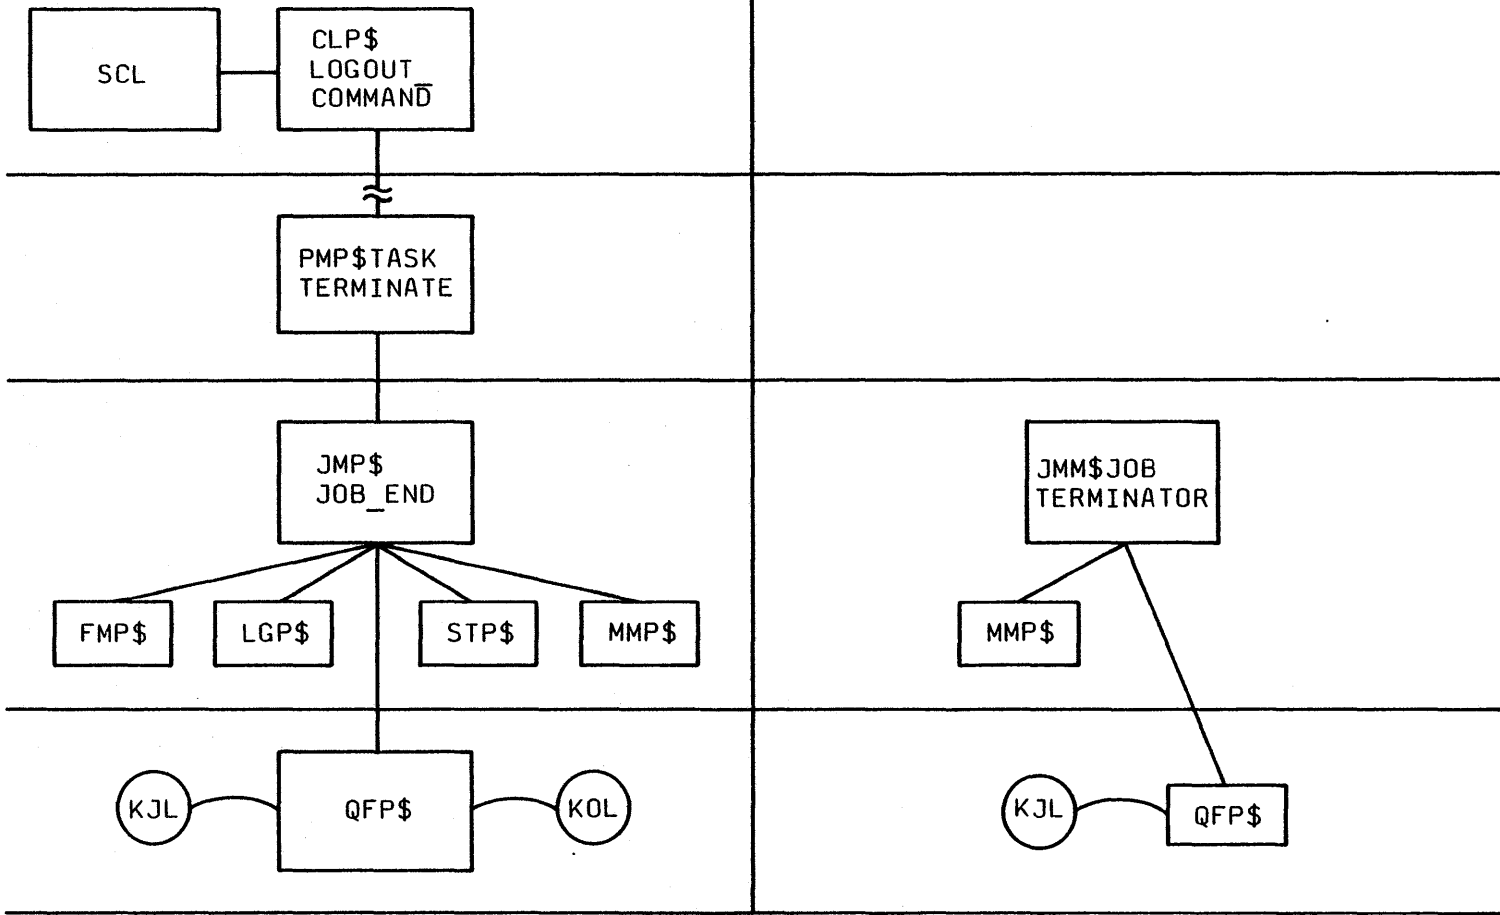 SCL
CLP$
LOGOUT_
COMMAND
PMP$TASK
TERMINATE
JMP$
JOB_END
JMM$JOB
TERMINATOR
FMP$
LGP$
STP$
MMP$
MMP$
KJL
QFP$
KOL
KJL
QFP$